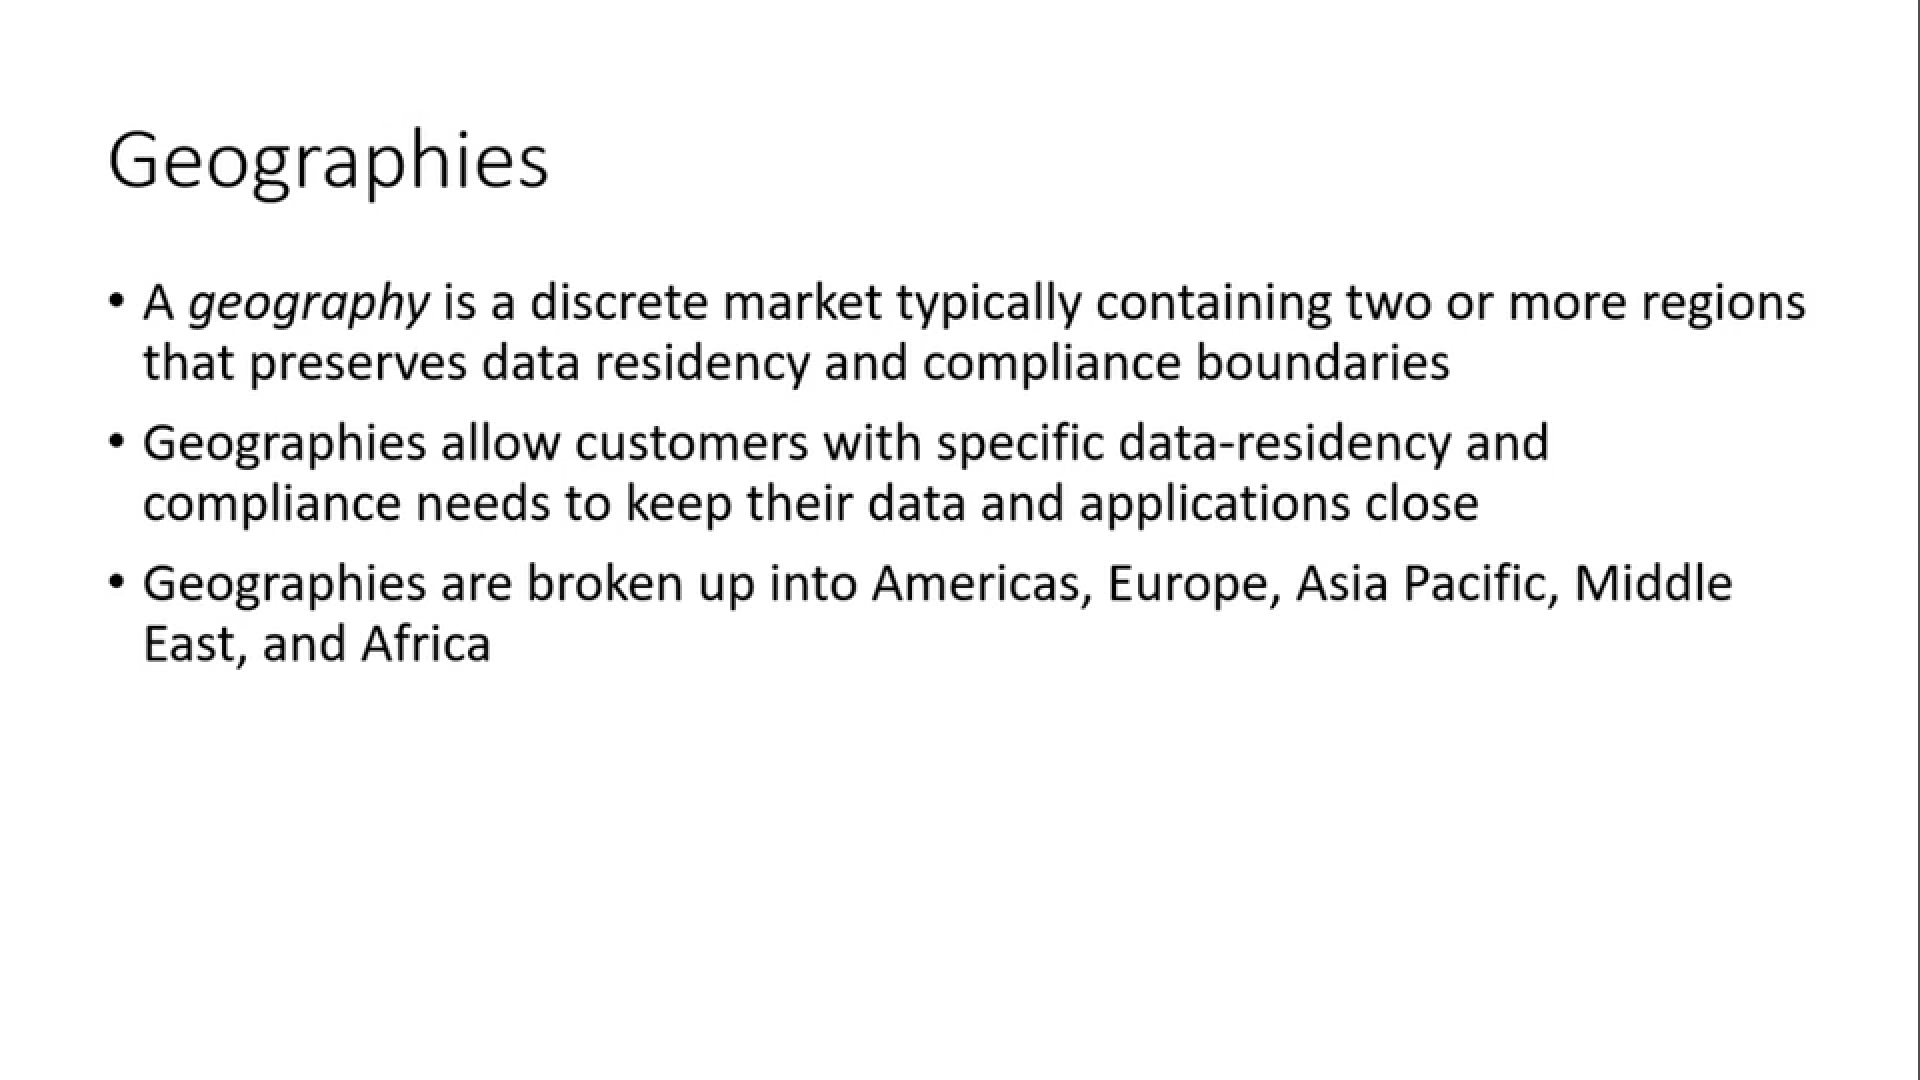 Geographies
• A geography is a discrete market typically containing two or more regions
that preserves data residency and compliance boundaries
• Geographies allow customers with specific data-residency and
compliance needs to keep their data and applications close
• Geographies are broken up into Americas, Europe, Asia Pacific, Middle
East, and Africa